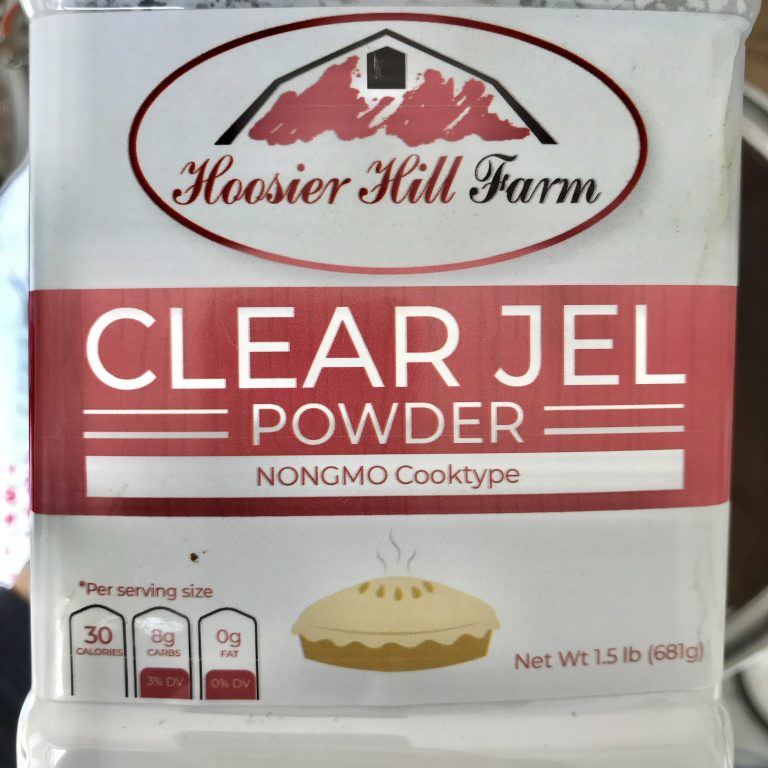 Hoosier Hill Farm
CLEAR JEL
POWDER
NONGMO Cooktype
*Per serving size
30 8g 0g
CALORIES CARBS FAT
3% DV 0% DV
Net Wt 1.5 lb (681g)